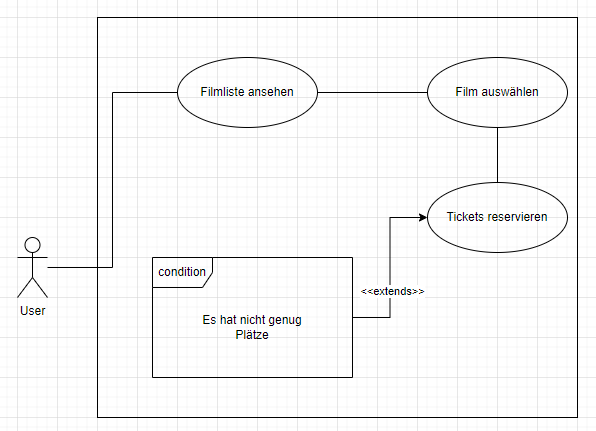 Filmliste ansehen
Film auswählen
Tickets reservieren
condition
<<extends>>
User
Es hat nicht genug
Plätze